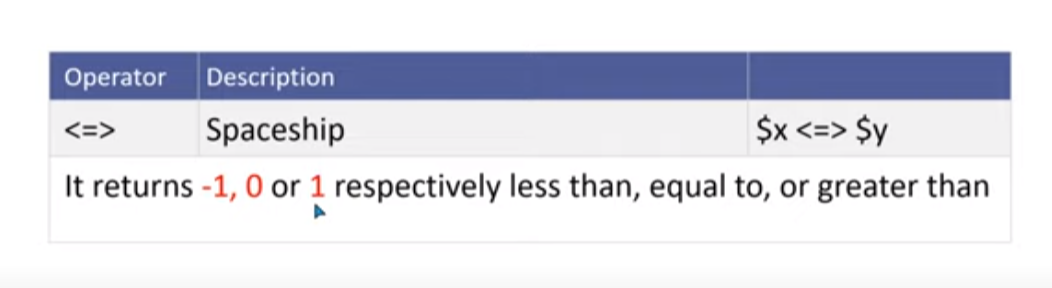 Operator Description
<=> Spaceship $x <=> $y
It returns -1, 0 or 1 respectively less than, equal to, or greater than